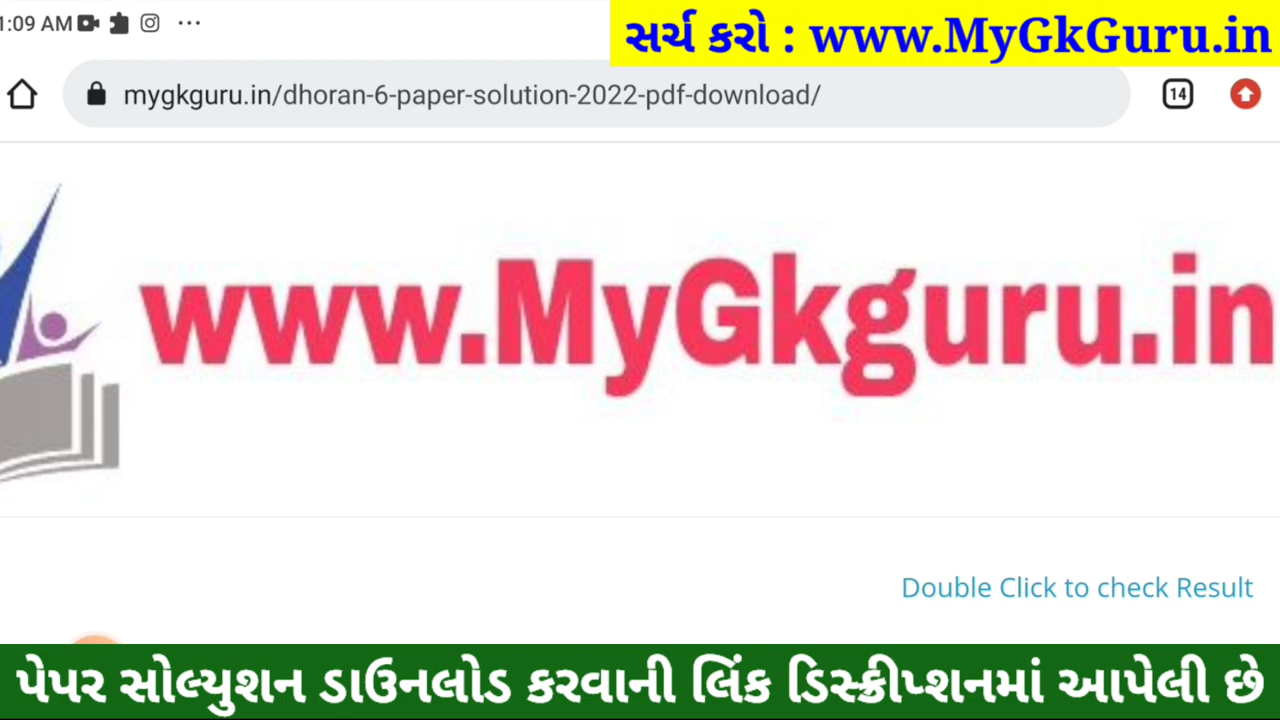 1:09 AM
સર્ચ કરો : www.MyGkGuru.in
mygkguru.in/dhoran-6-paper-solution-2022-pdf-download/
14
www.MyGkguru.in
Double Click to check Result
પેપર સોલ્યુશન ડાઉનલોડ કરવાની લિંક ડિસ્ક્રીપ્શનમાં આપેલી છે